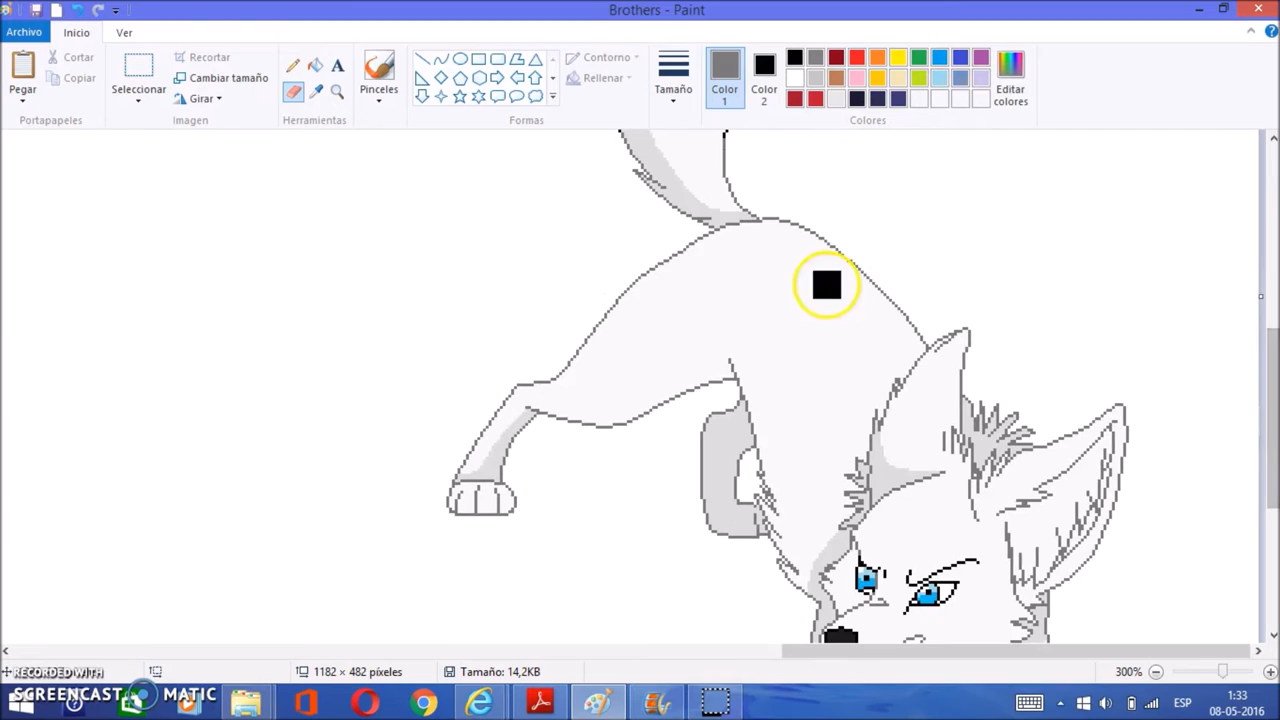 Brothers - Paint
Archivo Inicio Ver
Pegar
Cortar
Copiar
Portapapeles
Seleccionar
Recortar
Cambiar tamaño
Girar
Imagen
A
Herramientas
Pinceles
Contorno
Rellenar
Formas
Tamaño
Color 1
Color 2
Editar colores
Colores
1182 × 482 píxeles
Tamaño: 14,2KB
300%
RECORDED WITH
SCREENCAST MATIC
ESP
1:33
08-05-2016